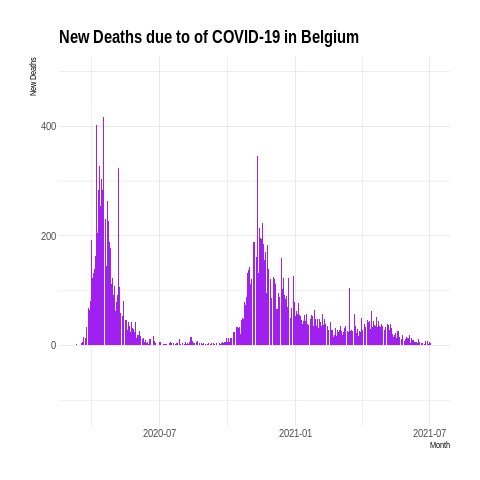 New Deaths due to of COVID-19 in Belgium
New Deaths
400
200
0
2020-07
2021-01
2021-07
Month